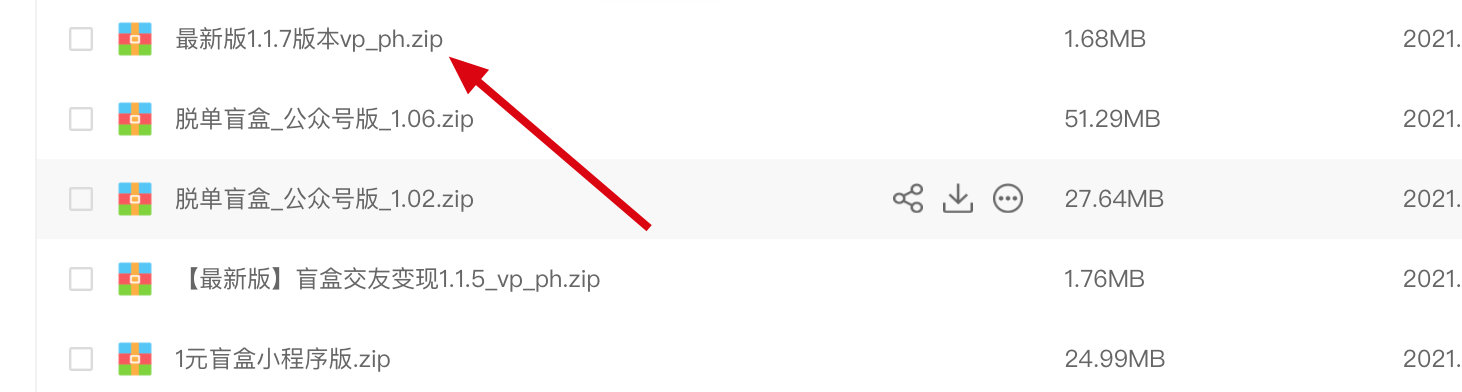 最新版1.1.7版本vp_ph.zip 1.68MB 2021.
脱单盲盒_公众号版_1.06.zip 51.29MB 2021.
脱单盲盒_公众号版_1.02.zip 27.64MB 2021.
【最新版】盲盒交友变现1.1.5_vp_ph.zip 1.76MB 2021.
1元盲盒小程序版.zip 24.99MB 2021.